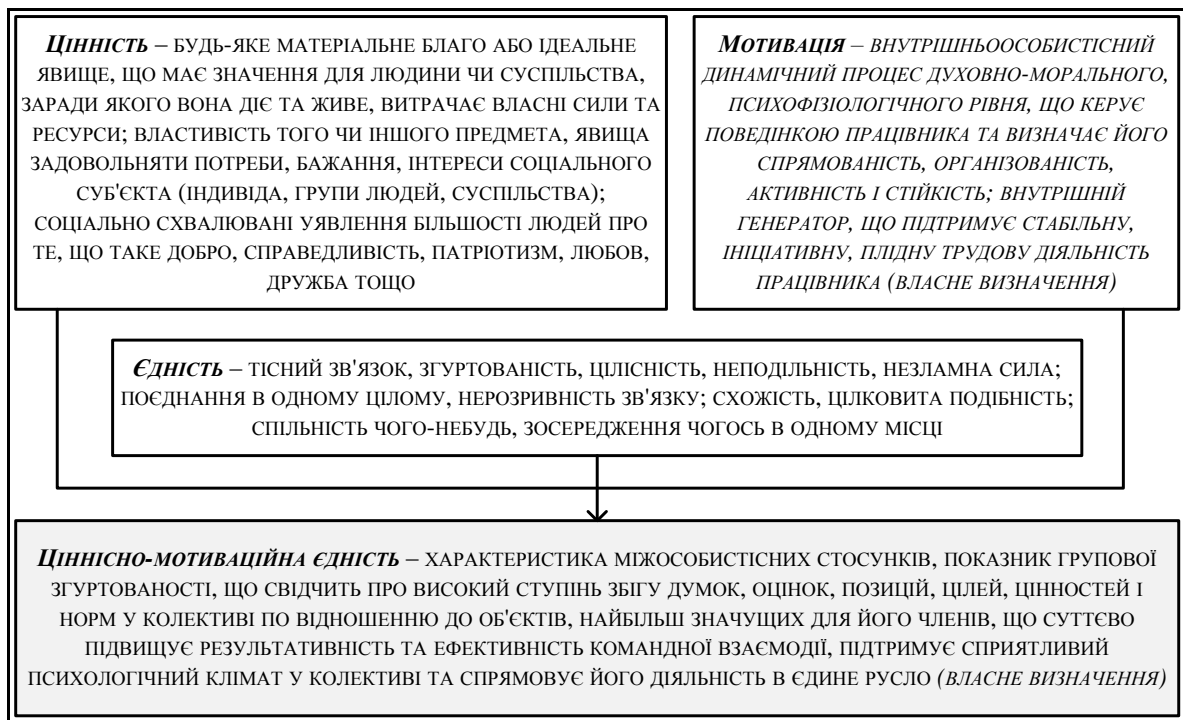 ЦІННІСТЬ – БУДЬ-ЯКЕ МАТЕРІАЛЬНЕ БЛАГО АБО ІДЕАЛЬНЕ
ЯВИЩЕ, ЩО МАЄ ЗНАЧЕННЯ ДЛЯ ЛЮДИНИ ЧИ СУСПІЛЬСТВА,
ЗАРАДИ ЯКОГО ВОНА ДІЄ ТА ЖИВЕ, ВИТРАЧАЄ ВЛАСНІ СИЛИ ТА
РЕСУРСИ; ВЛАСТИВІСТЬ ТОГО ЧИ ІНШОГО ПРЕДМЕТА, ЯВИЩА
ЗАДОВОЛЬНЯТИ ПОТРЕБИ, БАЖАННЯ, ІНТЕРЕСИ СОЦІАЛЬНОГО
СУБ'ЄКТА (ІНДИВІДА, ГРУПИ ЛЮДЕЙ, СУСПІЛЬСТВА);
СОЦІАЛЬНО СХВАЛЮВАНІ УЯВЛЕННЯ БІЛЬШОСТІ ЛЮДЕЙ ПРО
ТЕ, ЩО ТАКЕ ДОБРО, СПРАВЕДЛИВІСТЬ, ПАТРІОТИЗМ, ЛЮБОВ,
ДРУЖБА ТОЩО
МОТИВАЦІЯ – ВНУТРІШНЬООСОБИСТІСНИЙ
ДИНАМІЧНИЙ ПРОЦЕС ДУХОВНО-МОРАЛЬНОГО,
ПСИХОФІЗІОЛОГІЧНОГО РІВНЯ, ЩО КЕРУЄ
ПОВЕДІНКОЮ ПРАЦІВНИКА ТА ВИЗНАЧАЄ ЙОГО
СПРЯМОВАНІСТЬ, ОРГАНІЗОВАНІСТЬ,
АКТИВНІСТЬ І СТІЙКІСТЬ; ВНУТРІШНІЙ
ГЕНЕРАТОР, ЩО ПІДТРИМУЄ СТАБІЛЬНУ,
ІНІЦІАТИВНУ, ПЛІДНУ ТРУДОВУ ДІЯЛЬНІСТЬ
ПРАЦІВНИКА (ВЛАСНЕ ВИЗНАЧЕННЯ)
ЄДНІСТЬ – ТІСНИЙ ЗВ'ЯЗОК, ЗГУРТОВАНІСТЬ, ЦІЛІСНІСТЬ, НЕПОДІЛЬНІСТЬ, НЕЗЛАМНА СИЛА;
ПОЄДНАННЯ В ОДНОМУ ЦІЛОМУ, НЕРОЗРИВНІСТЬ ЗВ'ЯЗКУ; СХОЖІСТЬ, ЦІЛКОВИТА ПОДІБНІСТЬ;
СПІЛЬНІСТЬ ЧОГО-НЕБУДЬ, ЗОСЕРЕДЖЕННЯ ЧОГОСЬ В ОДНОМУ МІСЦІ
ЦІННІСНО-МОТИВАЦІЙНА ЄДНІСТЬ – ХАРАКТЕРИСТИКА МІЖОСОБИСТІСНИХ СТОСУНКІВ, ПОКАЗНИК ГРУПОВОЇ
ЗГУРТОВАНОСТІ, ЩО СВІДЧИТЬ ПРО ВИСОКИЙ СТУПІНЬ ЗБІГУ ДУМОК, ОЦІНОК, ПОЗИЦІЙ, ЦІЛЕЙ, ЦІННОСТЕЙ І
НОРМ У КОЛЕКТИВІ ПО ВІДНОШЕННЮ ДО ОБ'ЄКТІВ, НАЙБІЛЬШ ЗНАЧУЩИХ ДЛЯ ЙОГО ЧЛЕНІВ, ЩО СУТТЄВО
ПІДВИЩУЄ РЕЗУЛЬТАТИВНІСТЬ ТА ЕФЕКТИВНІСТЬ КОМАНДНОЇ ВЗАЄМОДІЇ, ПІДТРИМУЄ СПРИЯТЛИВИЙ
ПСИХОЛОГІЧНИЙ КЛІМАТ У КОЛЕКТИВІ ТА СПРЯМОВУЄ ЙОГО ДІЯЛЬНІСТЬ В ЄДИНЕ РУСЛО (ВЛАСНЕ ВИЗНАЧЕННЯ)